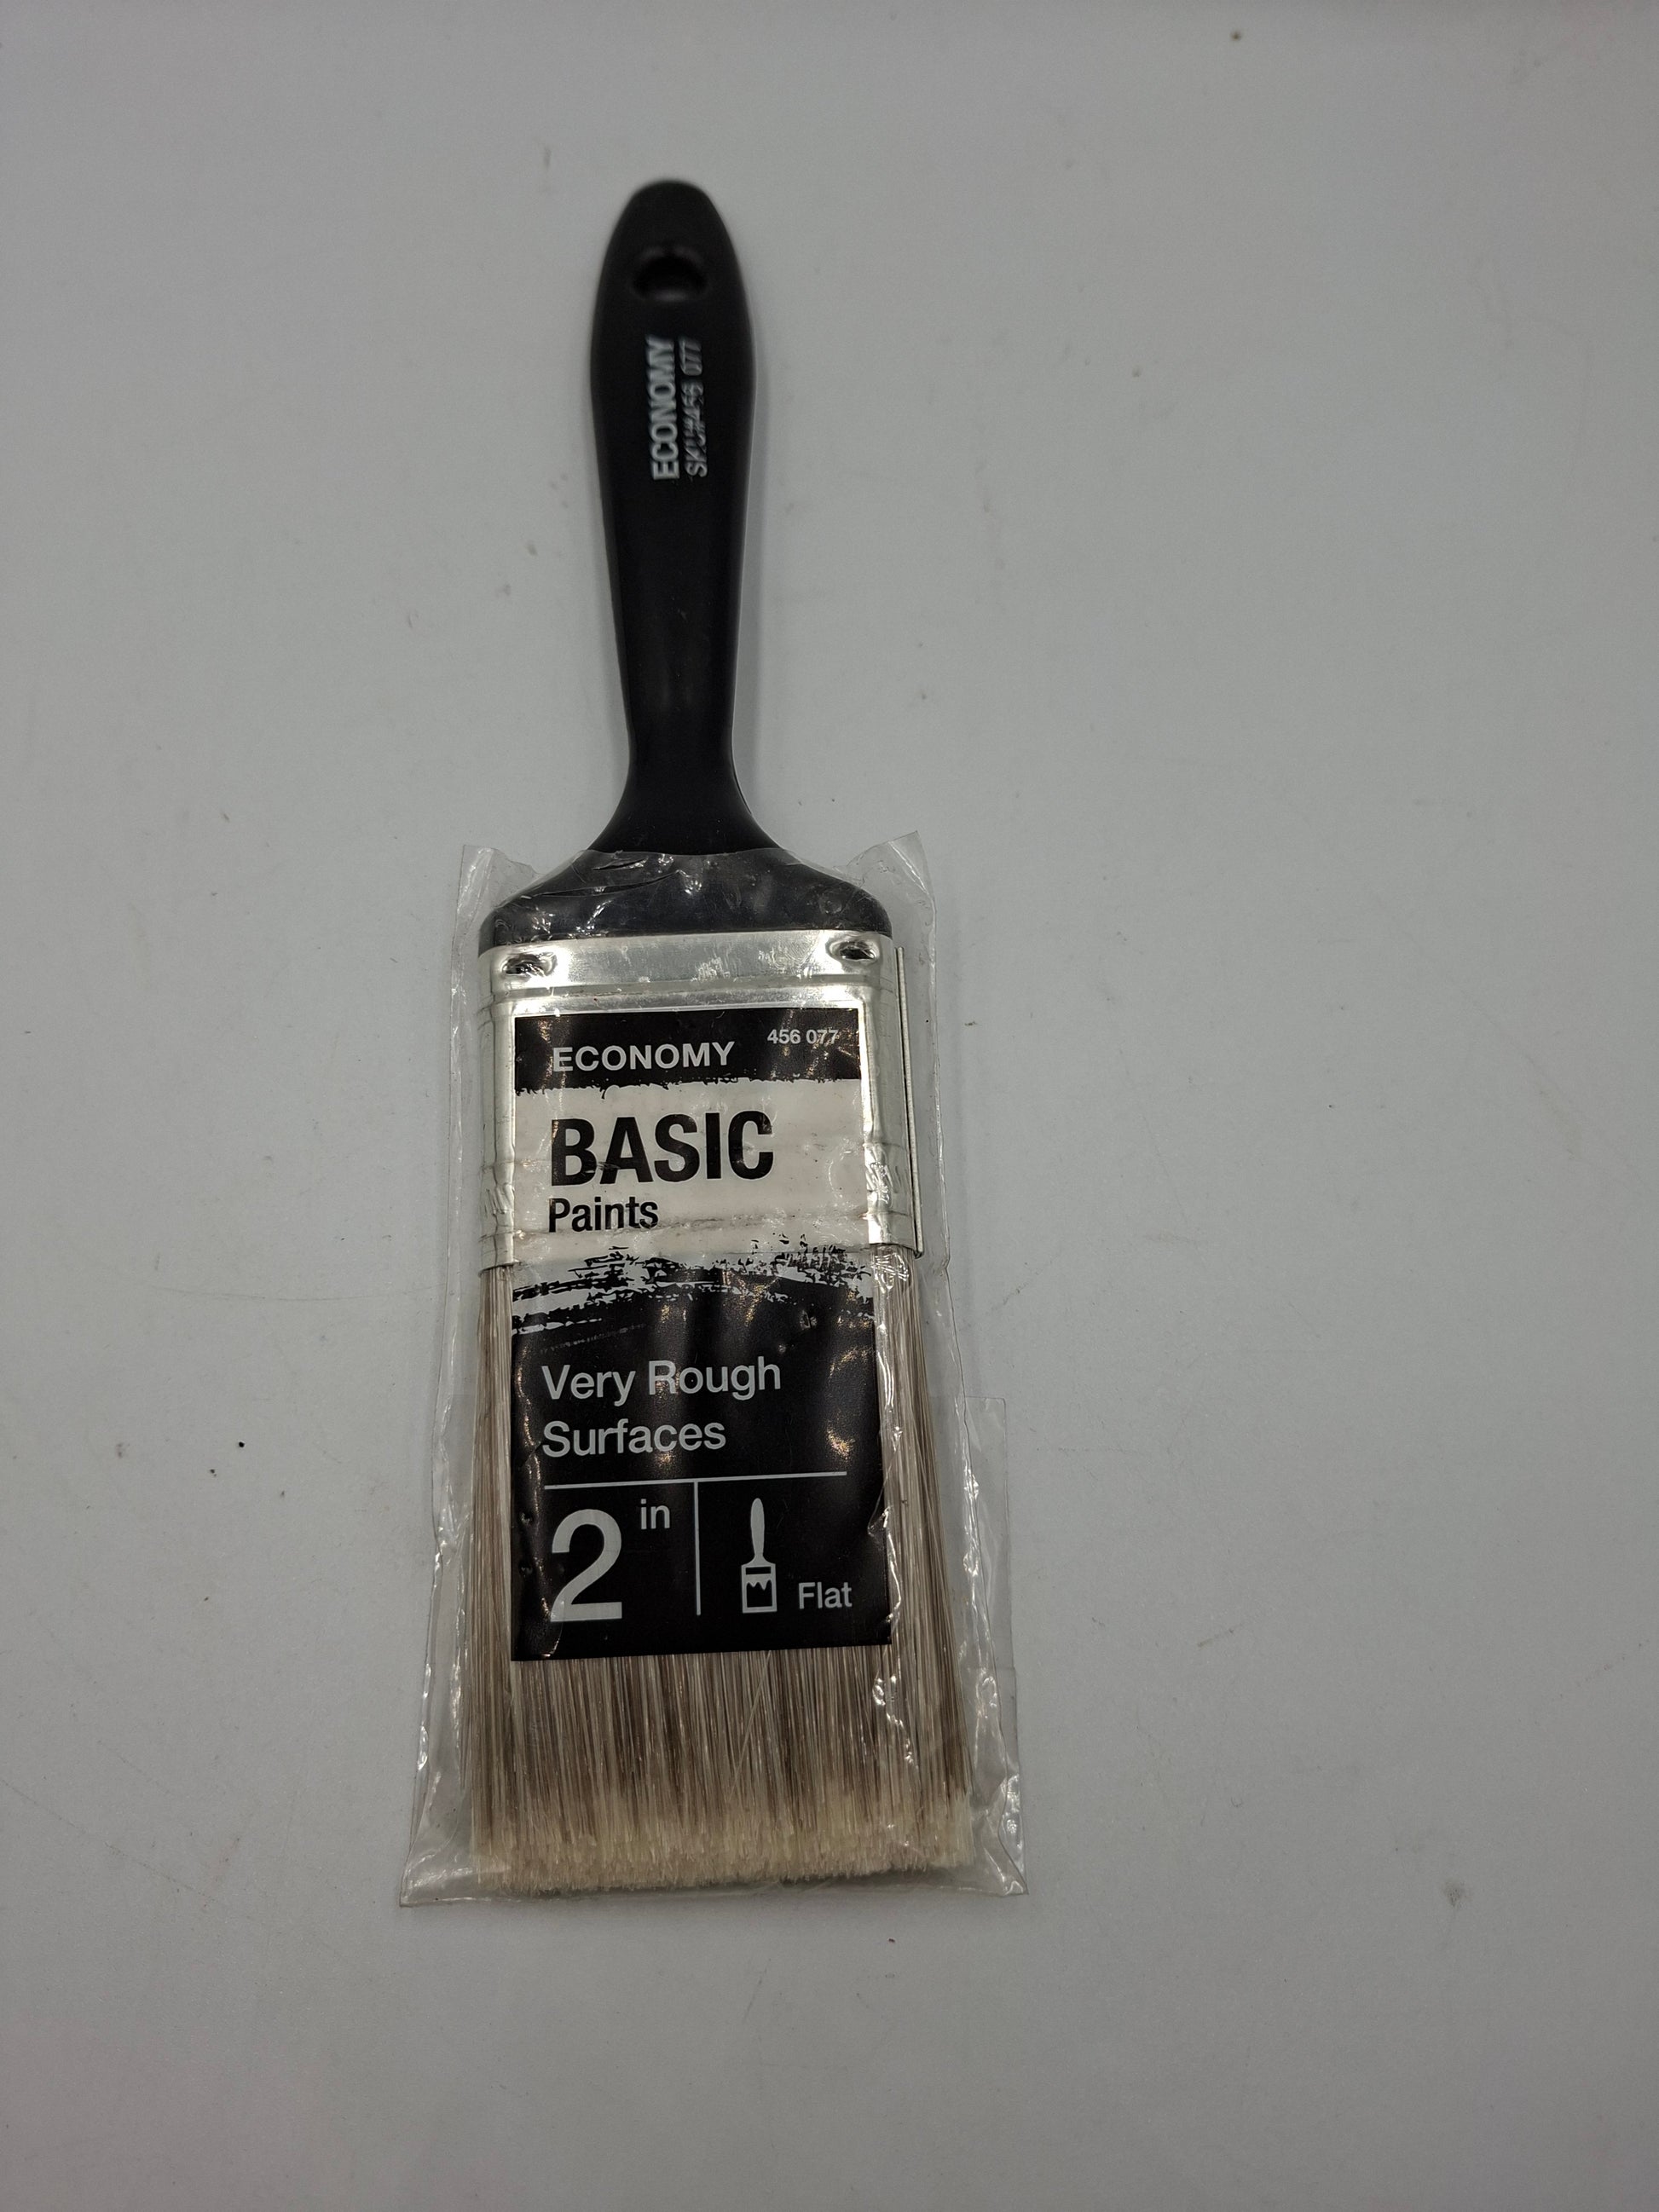 ECONOMY
SKU#456 077
ECONOMY
456 077
BASIC
Paints
Very Rough
Surfaces
2 in
Flat